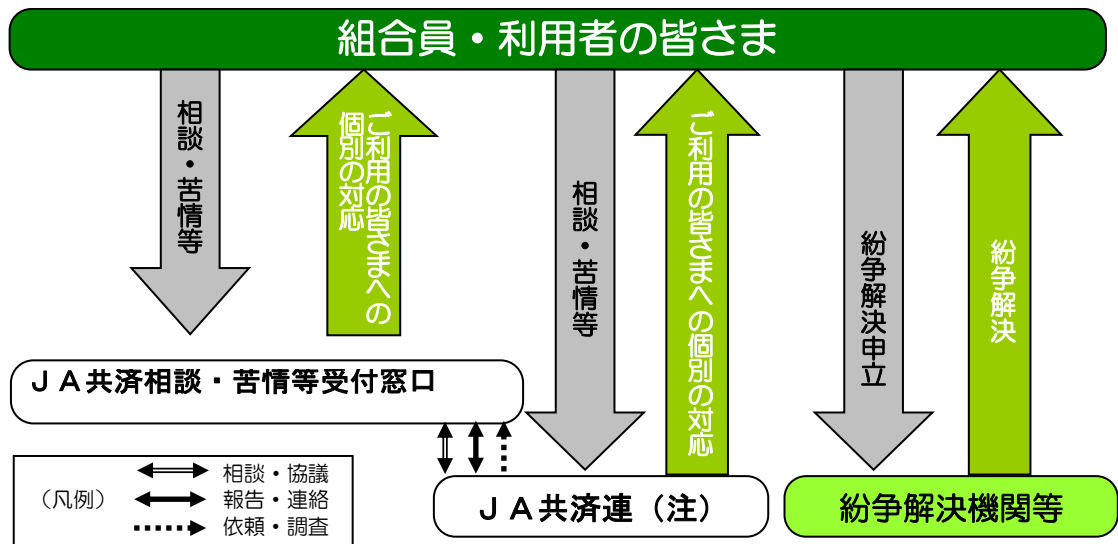 組合員・利用者の皆さま
相談・苦情等
ご利用の皆さまへの
個別の対応
相談・苦情等
ご利用の皆さまへの個別の対応
紛争解決申立
紛争解決
ＪＡ共済相談・苦情等受付窓口
（凡例）
相談・協議
報告・連絡
依頼・調査
ＪＡ共済連（注）
紛争解決機関等